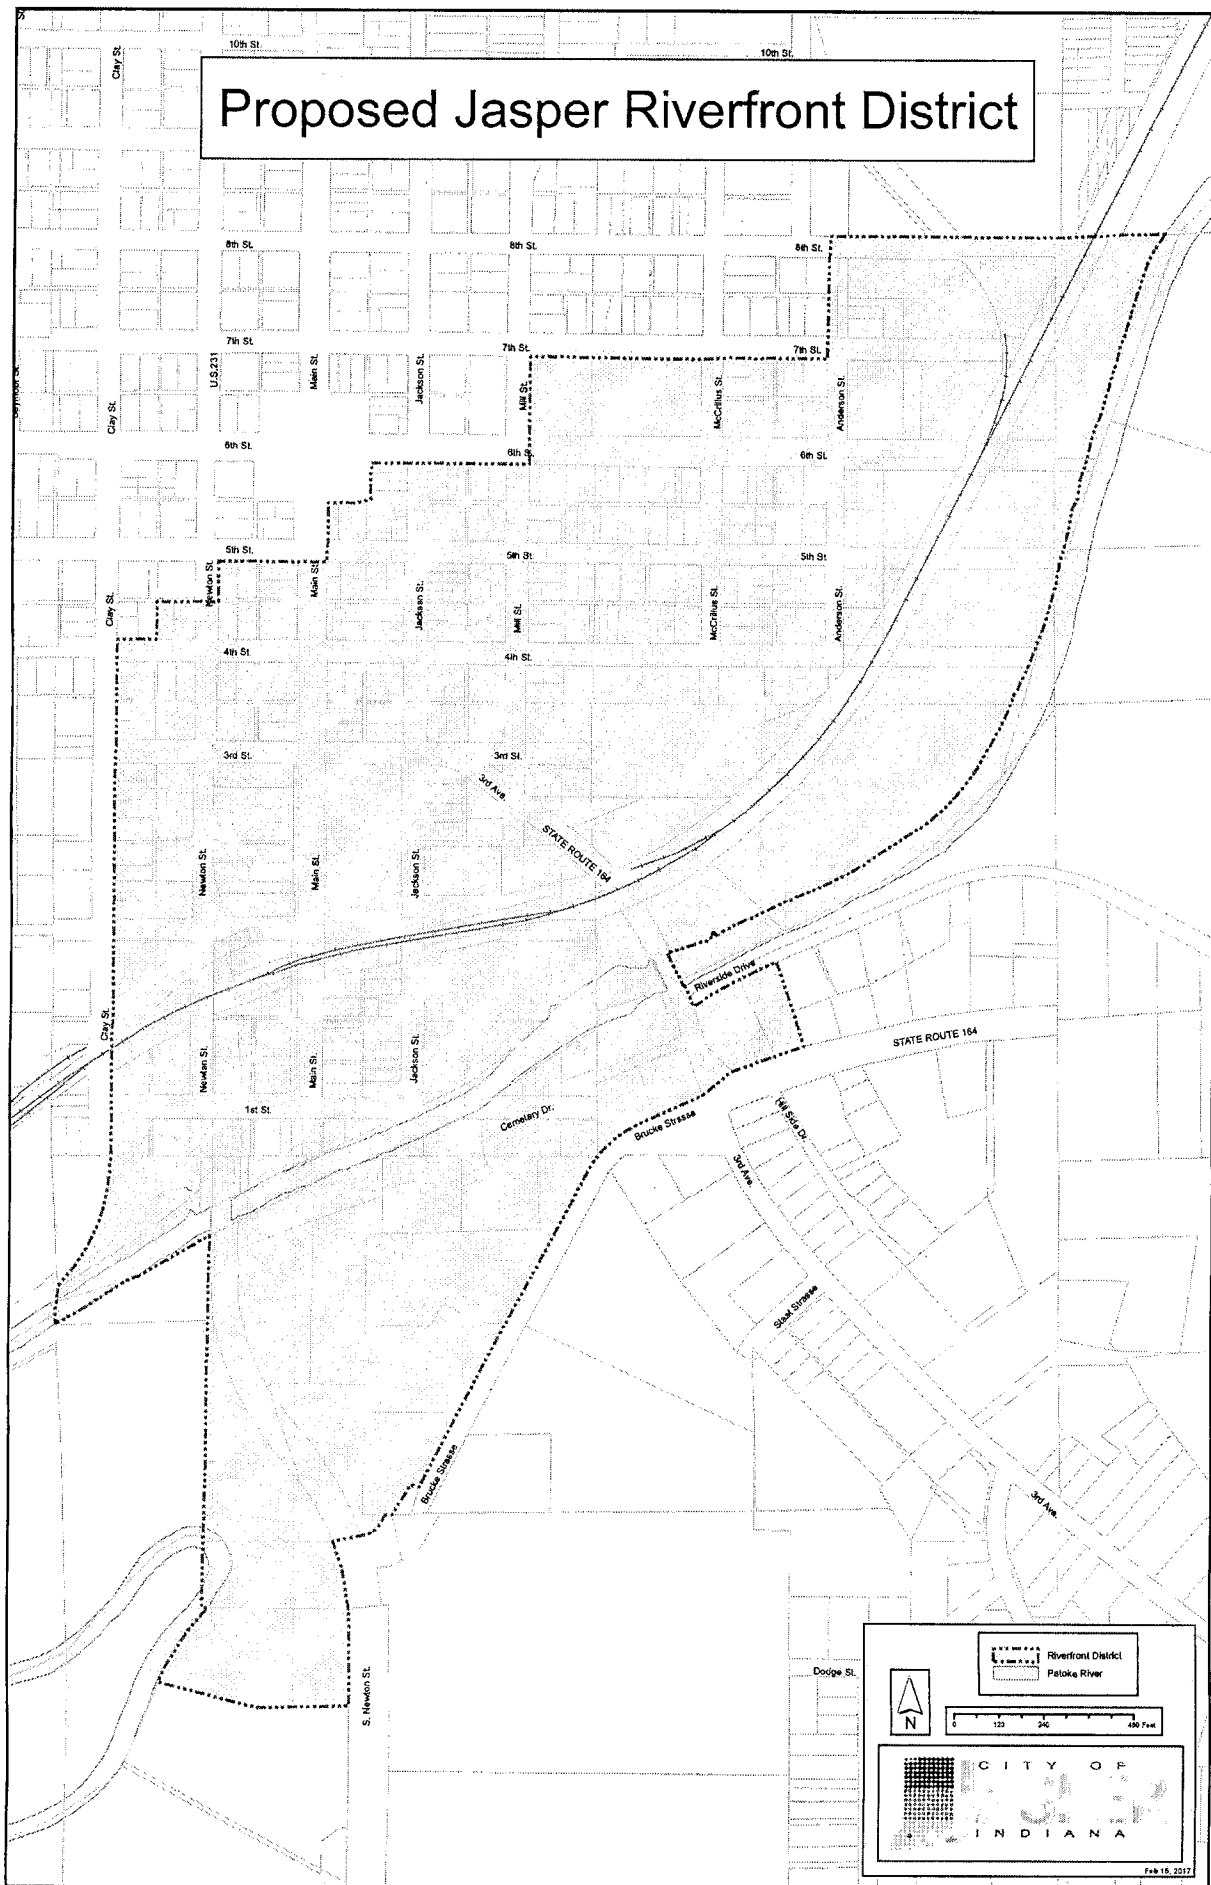 10th St.
10th St.
Clay St.
Proposed Jasper Riverfront District
8th St.
8th St.
8th St.
7th St.
7th St.
7th St.
U.S.231
Main St.
Jackson St.
Mill St.
McCrillus St.
Anderson St.
Clay St.
6th St.
6th St.
6th St.
5th St.
5th St.
5th St
Newton St.
Main St.
Jackson St.
Mill St.
McCrillus St.
Anderson St.
Clay St.
4th St.
4th St.
3rd St.
3rd St.
3rd Ave.
STATE ROUTE 164
Newton St.
Main St.
Jackson St.
Riverside Drive
Clay St.
Newton St.
Main St.
Jackson St.
STATE ROUTE 164
1st St.
Cemetary Dr.
Brucke Strasse
Hill Side Dr.
3rd Ave.
Staat Strasse
Brucke Strasse
3rd Ave.
S. Newton St.
Dodge St.
Riverfront District
Patoka River
N
0 120 240 480 Feet
CITY OF
INDIANA
Feb 15, 2017